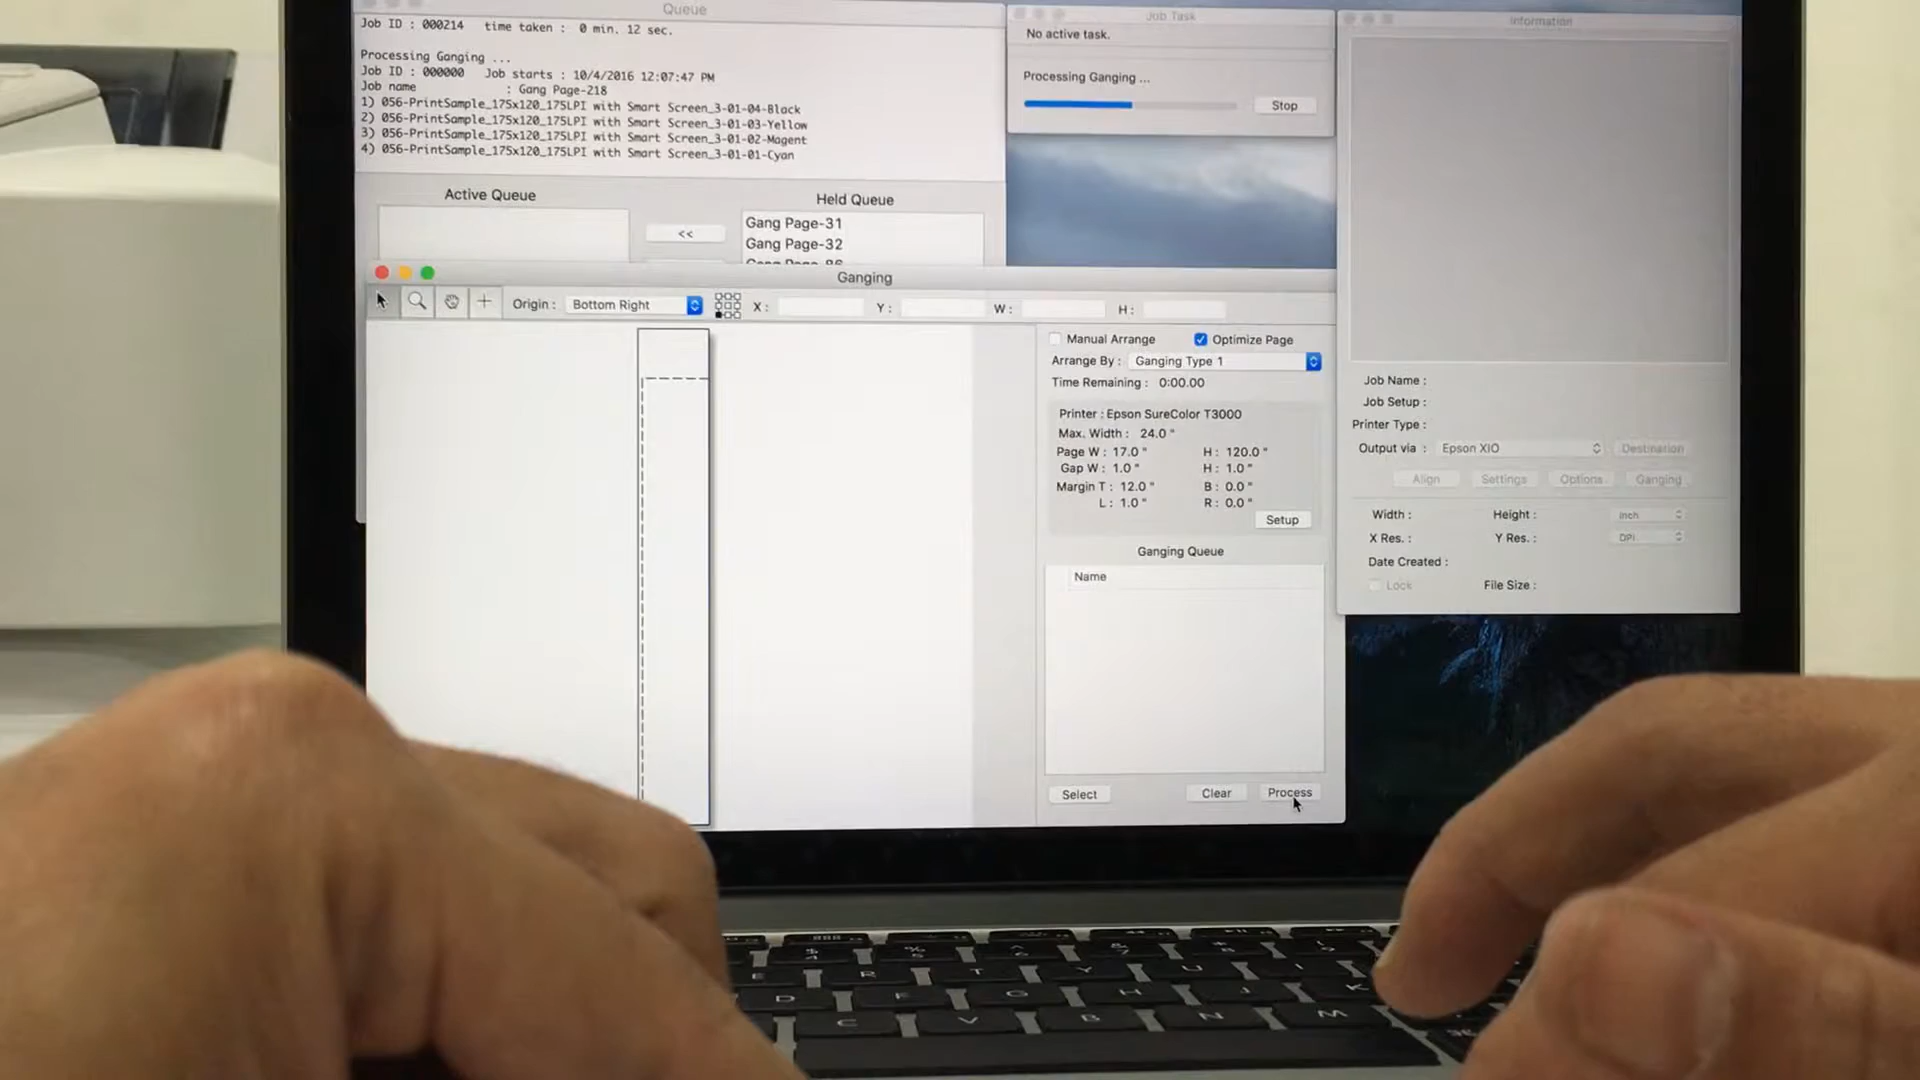 Queue
Job ID : 000214 time taken : 0 min. 12 sec.
Processing Ganging ...
Job ID : 000000 Job starts : 10/4/2016 12:07:47 PM
Job name : Gang Page-218
1) 056-PrintSample_175x120_175LPI with Smart Screen_3-01-04-Black
2) 056-PrintSample_175x120_175LPI with Smart Screen_3-01-03-Yellow
3) 056-PrintSample_175x120_175LPI with Smart Screen_3-01-02-Magent
4) 056-PrintSample_175x120_175LPI with Smart Screen_3-01-01-Cyan
Active Queue
<<
Held Queue
Gang Page-31
Gang Page-32
Job Task
No active task.
Processing Ganging ...
Stop
Information
Job Name :
Job Setup :
Printer Type :
Output via : Epson XIO Destination
Align Settings Options Ganging
Width : Height : inch
X Res. : Y Res. : DPI
Date Created :
Lock File Size :
Ganging
Origin : Bottom Right X : Y : W : H :
Manual Arrange Optimize Page
Arrange By : Ganging Type 1
Time Remaining : 0:00.00
Printer : Epson SureColor T3000
Max. Width : 24.0 "
Page W : 17.0 " H : 120.0 "
Gap W : 1.0 " H : 1.0 "
Margin T : 12.0 " B : 0.0 "
L : 1.0 " R : 0.0 "
Setup
Ganging Queue
Name
Select Clear Process
E R T Y U I
D F G H J K
C V B N M